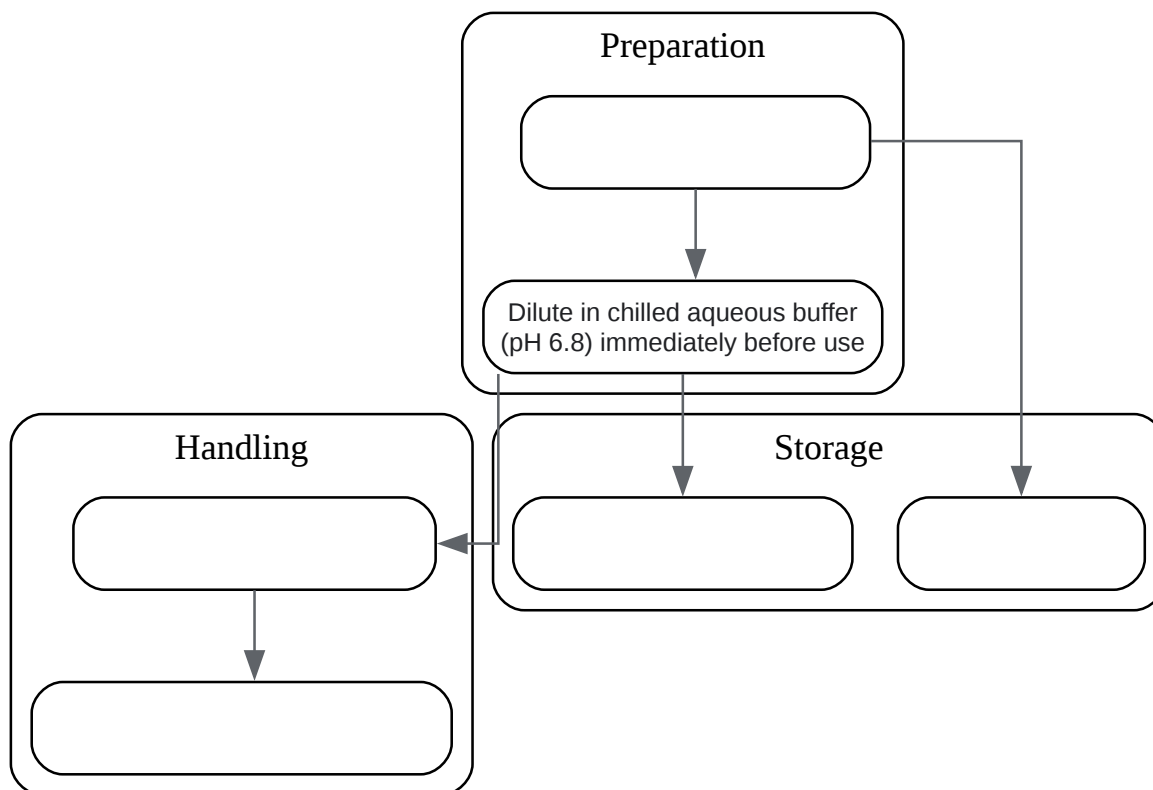 Preparation
Dilute in chilled aqueous buffer
(pH 6.8) immediately before use
Handling
Storage